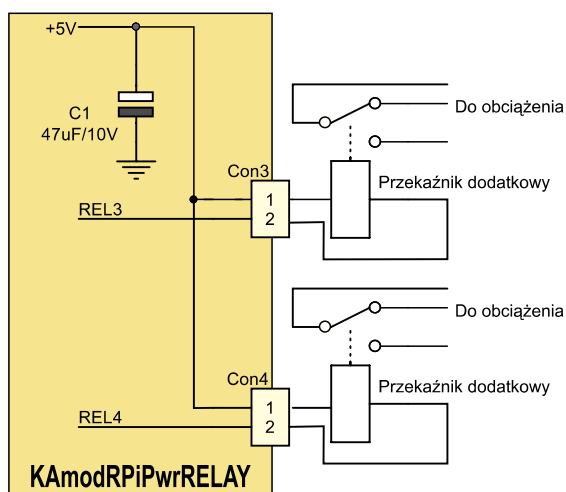 +5V
C1
47uF/10V
Do obciążenia
Con3
1
2
REL3
Przekaźnik dodatkowy
Do obciążenia
Con4
1
2
REL4
Przekaźnik dodatkowy
KAmodRPiPwrRELAY